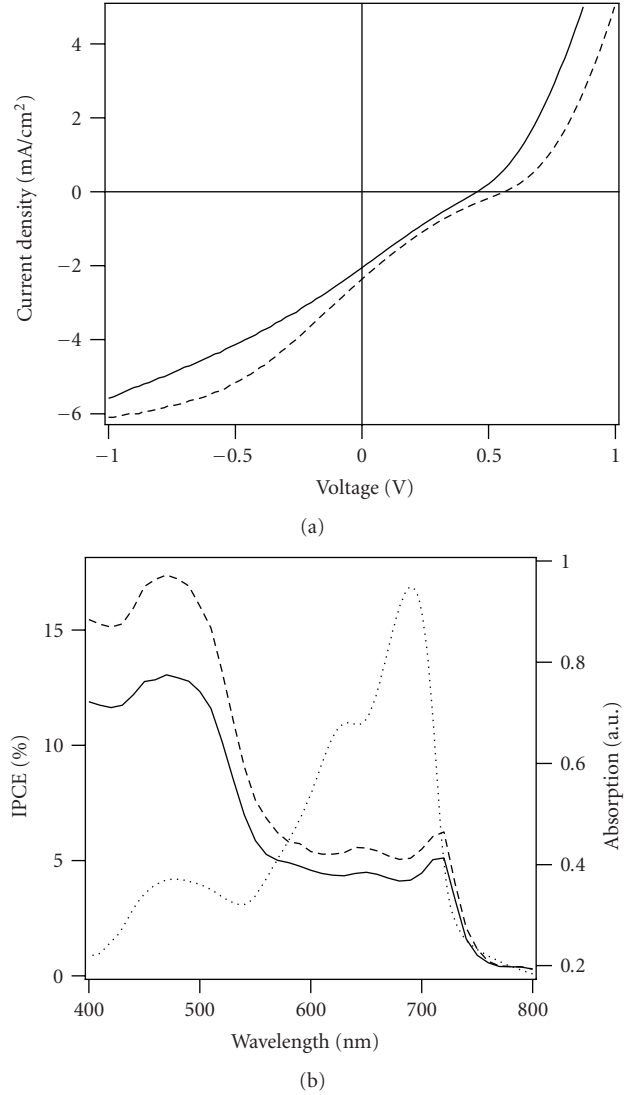 4
2
0
−2
−4
−6
Current density (mA/cm²)
−1 −0.5 0 0.5 1
Voltage (V)
(a)
15
10
5
0
IPCE (%)
1
0.8
0.6
0.4
0.2
Absorption (a.u.)
400 500 600 700 800
Wavelength (nm)
(b)